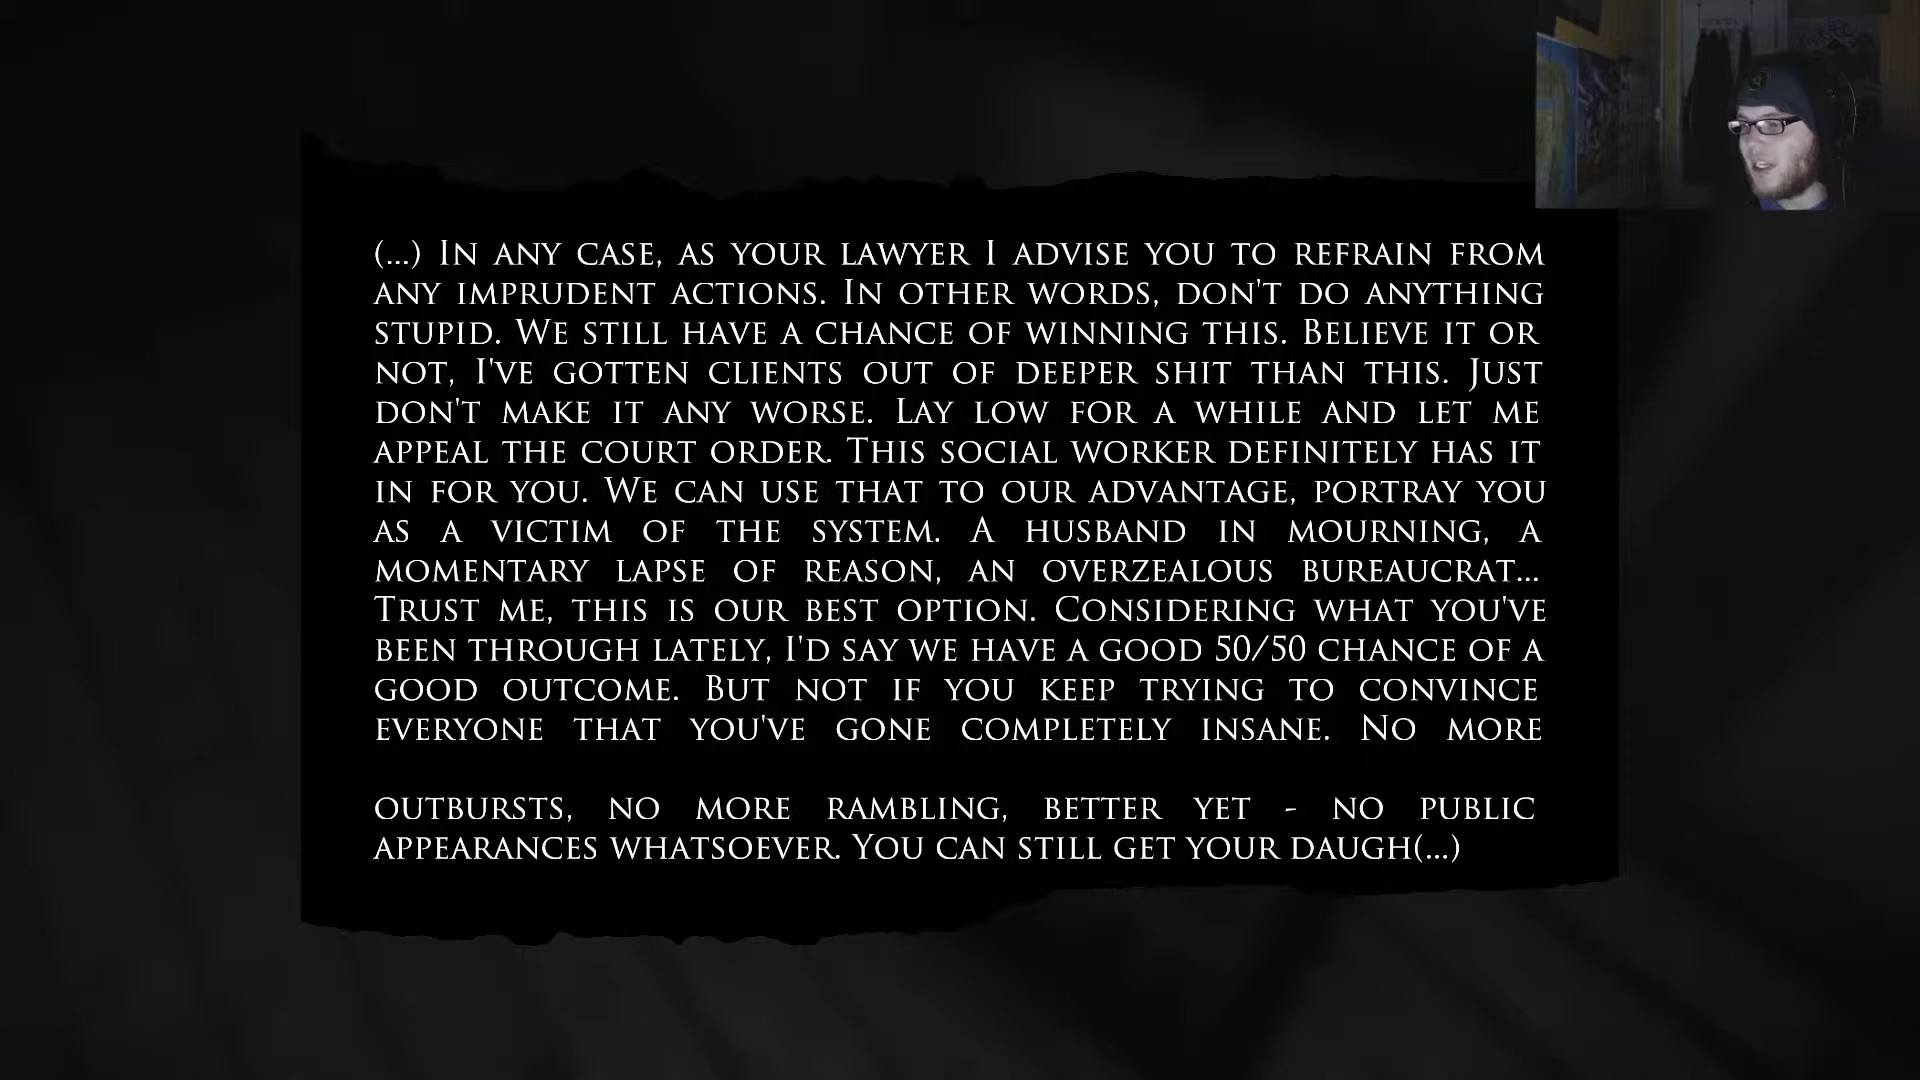 (...) In any case, as your lawyer I advise you to refrain from
any imprudent actions. In other words, don't do anything
stupid. We still have a chance of winning this. Believe it or
not, I've gotten clients out of deeper shit than this. Just
don't make it any worse. Lay low for a while and let me
appeal the court order. This social worker definitely has it
in for you. We can use that to our advantage, portray you
as a victim of the system. A husband in mourning, a
momentary lapse of reason, an overzealous bureaucrat...
Trust me, this is our best option. Considering what you've
been through lately, I'd say we have a good 50/50 chance of a
good outcome. But not if you keep trying to convince
everyone that you've gone completely insane. No more
outbursts, no more rambling, better yet - no public
appearances whatsoever. You can still get your daugh(...)